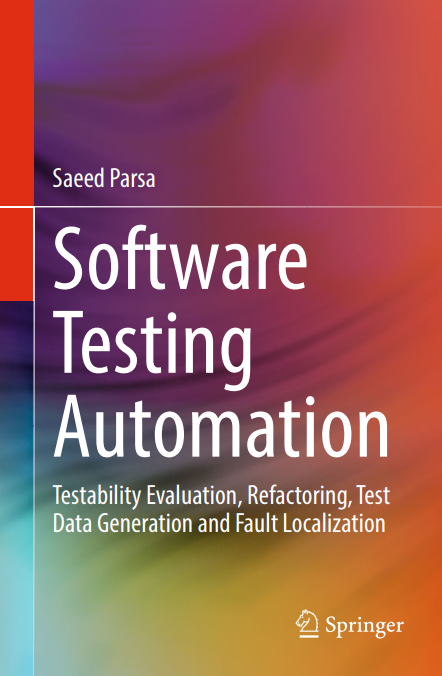 Saeed Parsa
Software
Testing
Automation
Testability Evaluation, Refactoring, Test
Data Generation and Fault Localization
Springer